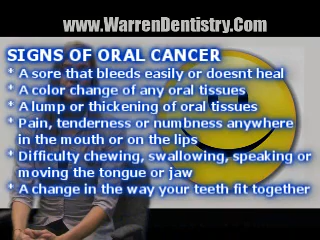 www.WarrenDentistry.Com
SIGNS OF ORAL CANCER
* A sore that bleeds easily or doesnt heal
* A color change of any oral tissues
* A lump or thickening of oral tissues
* Pain, tenderness or numbness anywhere
in the mouth or on the lips
* Difficulty chewing, swallowing, speaking or
moving the tongue or jaw
* A change in the way your teeth fit together